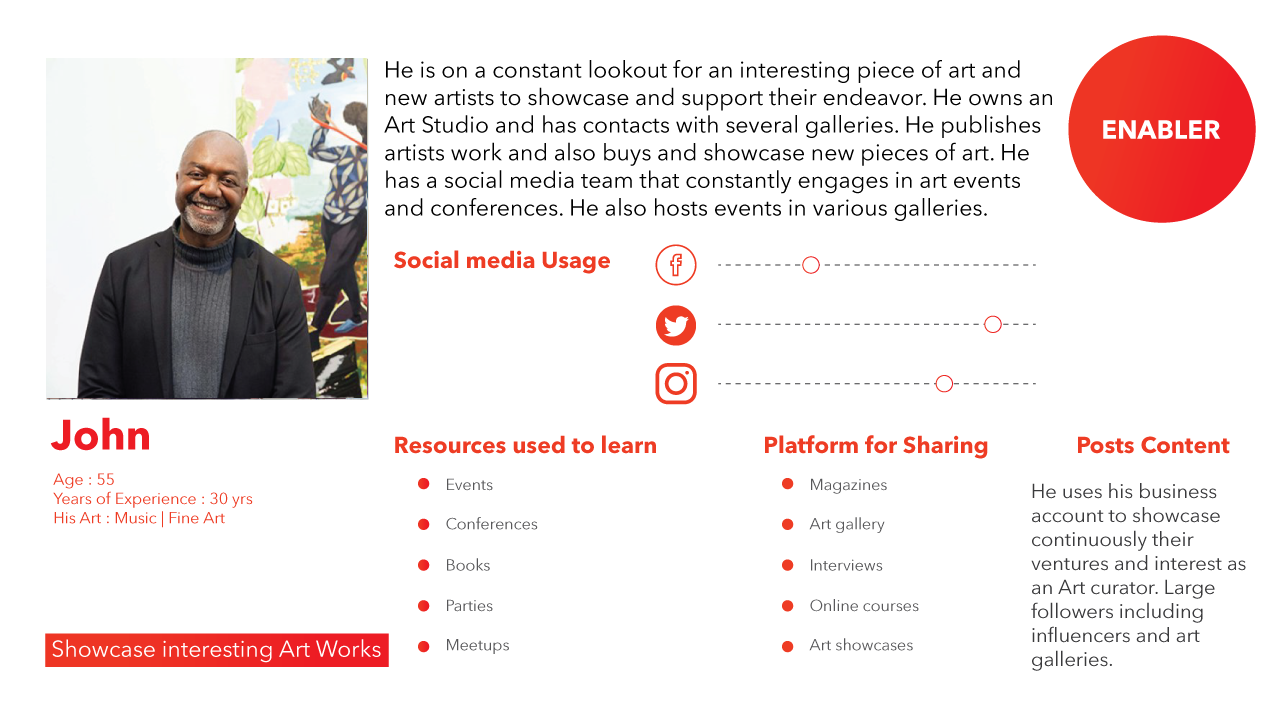 He is on a constant lookout for an interesting piece of art and
new artists to showcase and support their endeavor. He owns an
Art Studio and has contacts with several galleries. He publishes
artists work and also buys and showcase new pieces of art. He
has a social media team that constantly engages in art events
and conferences. He also hosts events in various galleries.
ENABLER
Social media Usage
John
Age : 55
Years of Experience : 30 yrs
His Art : Music | Fine Art
Showcase interesting Art Works
Resources used to learn
Events
Conferences
Books
Parties
Meetups
Platform for Sharing
Magazines
Art gallery
Interviews
Online courses
Art showcases
Posts Content
He uses his business
account to showcase
continuously their
ventures and interest as
an Art curator. Large
followers including
influencers and art
galleries.